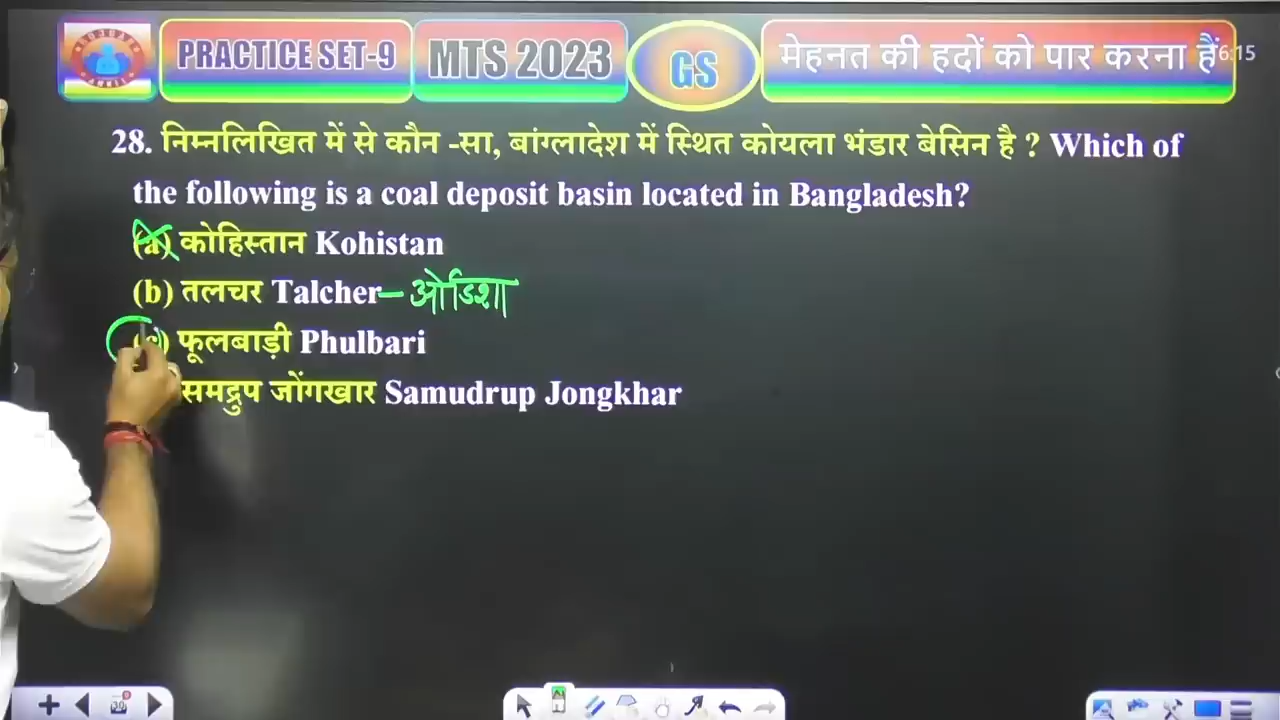 PRACTICE SET-9 MTS 2023 GS मेहनत की हदों को पार करना हैं 16:15
28. निम्नलिखित में से कौन -सा, बांग्लादेश में स्थित कोयला भंडार बेसिन है ? Which of
the following is a coal deposit basin located in Bangladesh?
(a) कोहिस्तान Kohistan
(b) तलचर Talcher – ओडिशा
(c) फूलबाड़ी Phulbari
समद्रुप जोंगखार Samudrup Jongkhar